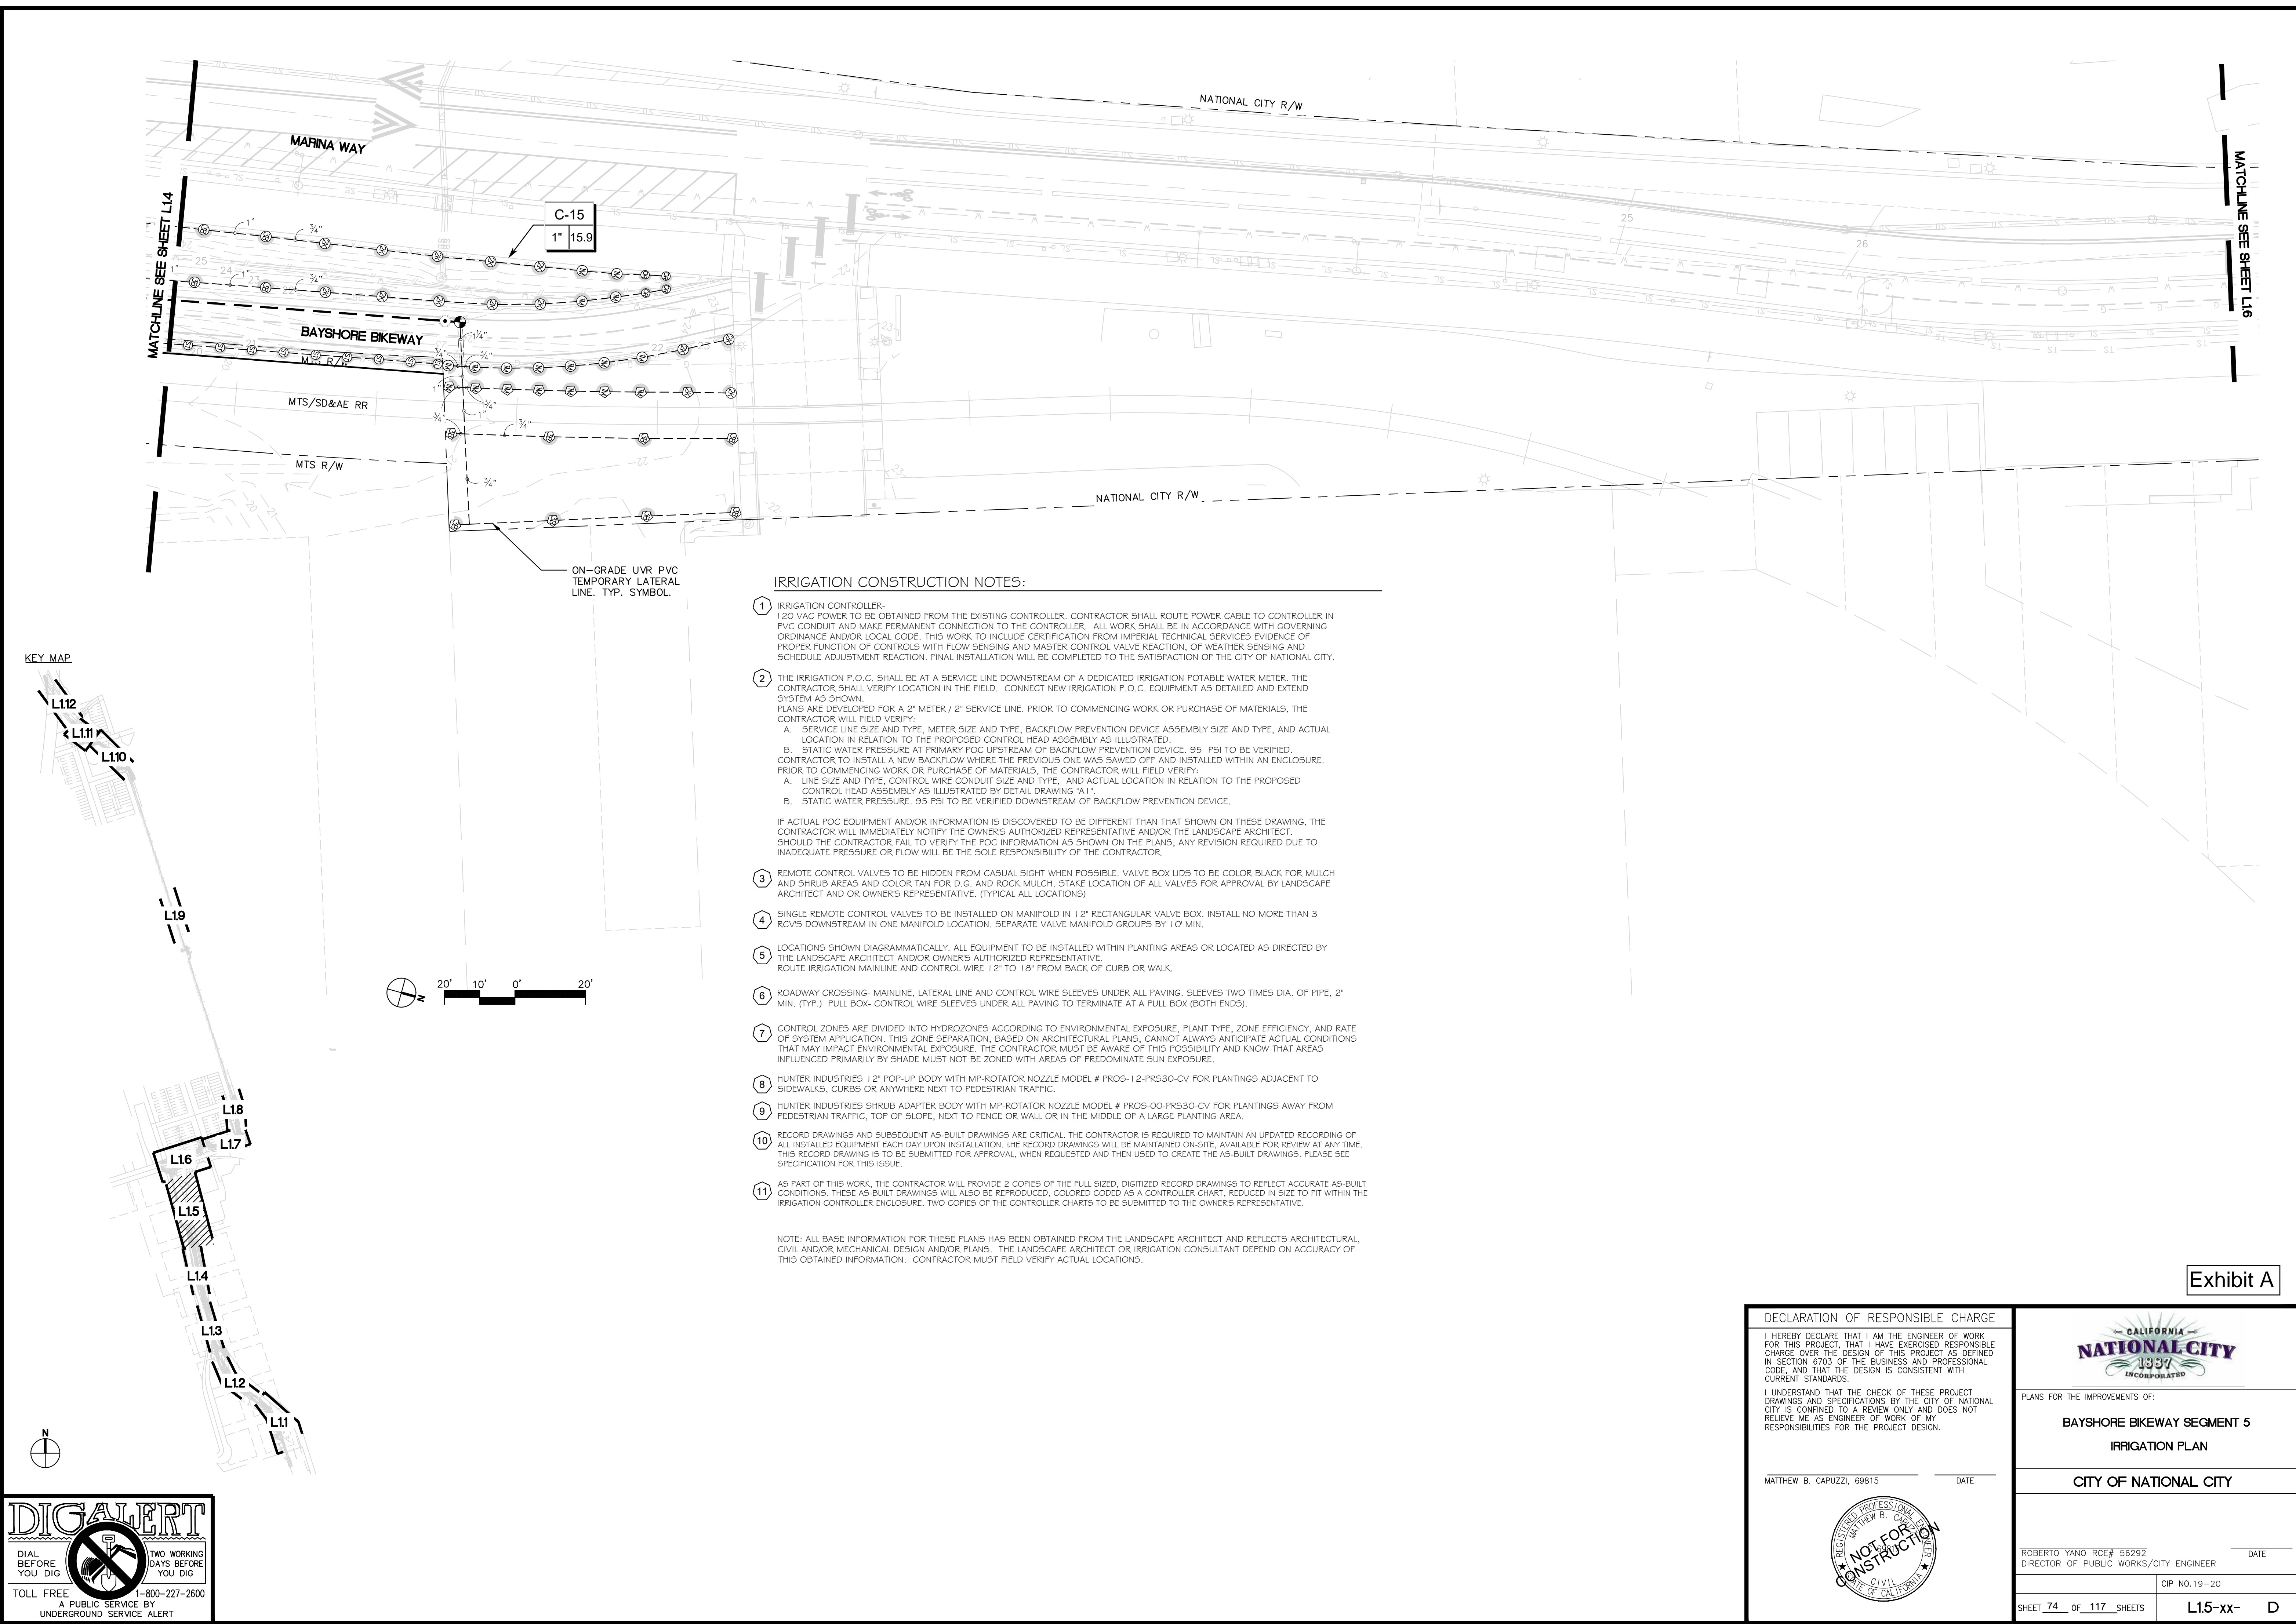 NATIONAL CITY R/W
MARINA WAY
MATCHLINE SEE SHEET L1.4
MATCHLINE SEE SHEET L1.6
C-15
1" 15.9
1"
3/4"
25
26
25
24
23
22
1"
3/4"
BAYSHORE BIKEWAY
1 1/4"
3/4"
3/4"
MTS R/W
1"
3/4"
1"
MTS/SD&AE RR
3/4"
3/4"
MTS R/W
3/4"
NATIONAL CITY R/W
ON-GRADE UVR PVC
TEMPORARY LATERAL
LINE. TYP. SYMBOL.
IRRIGATION CONSTRUCTION NOTES:
1 IRRIGATION CONTROLLER-
120 VAC POWER TO BE OBTAINED FROM THE EXISTING CONTROLLER. CONTRACTOR SHALL ROUTE POWER CABLE TO CONTROLLER IN
PVC CONDUIT AND MAKE PERMANENT CONNECTION TO THE CONTROLLER. ALL WORK SHALL BE IN ACCORDANCE WITH GOVERNING
ORDINANCE AND/OR LOCAL CODE. THIS WORK TO INCLUDE CERTIFICATION FROM IMPERIAL TECHNICAL SERVICES EVIDENCE OF
PROPER FUNCTION OF CONTROLS WITH FLOW SENSING AND MASTER CONTROL VALVE REACTION, OF WEATHER SENSING AND
SCHEDULE ADJUSTMENT REACTION. FINAL INSTALLATION WILL BE COMPLETED TO THE SATISFACTION OF THE CITY OF NATIONAL CITY.
2 THE IRRIGATION P.O.C. SHALL BE AT A SERVICE LINE DOWNSTREAM OF A DEDICATED IRRIGATION POTABLE WATER METER. THE
CONTRACTOR SHALL VERIFY LOCATION IN THE FIELD. CONNECT NEW IRRIGATION P.O.C. EQUIPMENT AS DETAILED AND EXTEND
SYSTEM AS SHOWN.
PLANS ARE DEVELOPED FOR A 2" METER / 2" SERVICE LINE. PRIOR TO COMMENCING WORK OR PURCHASE OF MATERIALS, THE
CONTRACTOR WILL FIELD VERIFY:
A. SERVICE LINE SIZE AND TYPE, METER SIZE AND TYPE, BACKFLOW PREVENTION DEVICE ASSEMBLY SIZE AND TYPE, AND ACTUAL
LOCATION IN RELATION TO THE PROPOSED CONTROL HEAD ASSEMBLY AS ILLUSTRATED.
B. STATIC WATER PRESSURE AT PRIMARY POC UPSTREAM OF BACKFLOW PREVENTION DEVICE. 95 PSI TO BE VERIFIED.
CONTRACTOR TO INSTALL A NEW BACKFLOW WHERE THE PREVIOUS ONE WAS SAWED OFF AND INSTALLED WITHIN AN ENCLOSURE.
PRIOR TO COMMENCING WORK OR PURCHASE OF MATERIALS, THE CONTRACTOR WILL FIELD VERIFY:
A. LINE SIZE AND TYPE, CONTROL WIRE CONDUIT SIZE AND TYPE, AND ACTUAL LOCATION IN RELATION TO THE PROPOSED
CONTROL HEAD ASSEMBLY AS ILLUSTRATED BY DETAIL DRAWING "A1".
B. STATIC WATER PRESSURE. 95 PSI TO BE VERIFIED DOWNSTREAM OF BACKFLOW PREVENTION DEVICE.
IF ACTUAL POC EQUIPMENT AND/OR INFORMATION IS DISCOVERED TO BE DIFFERENT THAN THAT SHOWN ON THESE DRAWING, THE
CONTRACTOR WILL IMMEDIATELY NOTIFY THE OWNER'S AUTHORIZED REPRESENTATIVE AND/OR THE LANDSCAPE ARCHITECT.
SHOULD THE CONTRACTOR FAIL TO VERIFY THE POC INFORMATION AS SHOWN ON THE PLANS, ANY REVISION REQUIRED DUE TO
INADEQUATE PRESSURE OR FLOW WILL BE THE SOLE RESPONSIBILITY OF THE CONTRACTOR.
3 REMOTE CONTROL VALVES TO BE HIDDEN FROM CASUAL SIGHT WHEN POSSIBLE. VALVE BOX LIDS TO BE COLOR BLACK FOR MULCH
AND SHRUB AREAS AND COLOR TAN FOR D.G. AND ROCK MULCH. STAKE LOCATION OF ALL VALVES FOR APPROVAL BY LANDSCAPE
ARCHITECT AND OR OWNER'S REPRESENTATIVE. (TYPICAL ALL LOCATIONS)
4 SINGLE REMOTE CONTROL VALVES TO BE INSTALLED ON MANIFOLD IN 12" RECTANGULAR VALVE BOX. INSTALL NO MORE THAN 3
RCV'S DOWNSTREAM IN ONE MANIFOLD LOCATION. SEPARATE VALVE MANIFOLD GROUPS BY 10' MIN.
5 LOCATIONS SHOWN DIAGRAMMATICALLY. ALL EQUIPMENT TO BE INSTALLED WITHIN PLANTING AREAS OR LOCATED AS DIRECTED BY
THE LANDSCAPE ARCHITECT AND/OR OWNER'S AUTHORIZED REPRESENTATIVE.
ROUTE IRRIGATION MAINLINE AND CONTROL WIRE 12" TO 18" FROM BACK OF CURB OR WALK.
6 ROADWAY CROSSING- MAINLINE, LATERAL LINE AND CONTROL WIRE SLEEVES UNDER ALL PAVING. SLEEVES TWO TIMES DIA. OF PIPE, 2"
MIN. (TYP.) PULL BOX- CONTROL WIRE SLEEVES UNDER ALL PAVING TO TERMINATE AT A PULL BOX (BOTH ENDS).
7 CONTROL ZONES ARE DIVIDED INTO HYDROZONES ACCORDING TO ENVIRONMENTAL EXPOSURE, PLANT TYPE, ZONE EFFICIENCY, AND RATE
OF SYSTEM APPLICATION. THIS ZONE SEPARATION, BASED ON ARCHITECTURAL PLANS, CANNOT ALWAYS ANTICIPATE ACTUAL CONDITIONS
THAT MAY IMPACT ENVIRONMENTAL EXPOSURE. THE CONTRACTOR MUST BE AWARE OF THIS POSSIBILITY AND KNOW THAT AREAS
INFLUENCED PRIMARILY BY SHADE MUST NOT BE ZONED WITH AREAS OF PREDOMINATE SUN EXPOSURE.
8 HUNTER INDUSTRIES 12" POP-UP BODY WITH MP-ROTATOR NOZZLE MODEL # PROS-12-PRS30-CV FOR PLANTINGS ADJACENT TO
SIDEWALKS, CURBS OR ANYWHERE NEXT TO PEDESTRIAN TRAFFIC.
9 HUNTER INDUSTRIES SHRUB ADAPTER BODY WITH MP-ROTATOR NOZZLE MODEL # PROS-00-PRS30-CV FOR PLANTINGS AWAY FROM
PEDESTRIAN TRAFFIC, TOP OF SLOPE, NEXT TO FENCE OR WALL OR IN THE MIDDLE OF A LARGE PLANTING AREA.
10 RECORD DRAWINGS AND SUBSEQUENT AS-BUILT DRAWINGS ARE CRITICAL. THE CONTRACTOR IS REQUIRED TO MAINTAIN AN UPDATED RECORDING OF
ALL INSTALLED EQUIPMENT EACH DAY UPON INSTALLATION. tHE RECORD DRAWINGS WILL BE MAINTAINED ON-SITE, AVAILABLE FOR REVIEW AT ANY TIME.
THIS RECORD DRAWING IS TO BE SUBMITTED FOR APPROVAL, WHEN REQUESTED AND THEN USED TO CREATE THE AS-BUILT DRAWINGS. PLEASE SEE
SPECIFICATION FOR THIS ISSUE.
11 AS PART OF THIS WORK, THE CONTRACTOR WILL PROVIDE 2 COPIES OF THE FULL SIZED, DIGITIZED RECORD DRAWINGS TO REFLECT ACCURATE AS-BUILT
CONDITIONS. THESE AS-BUILT DRAWINGS WILL ALSO BE REPRODUCED, COLORED CODED AS A CONTROLLER CHART, REDUCED IN SIZE TO FIT WITHIN THE
IRRIGATION CONTROLLER ENCLOSURE. TWO COPIES OF THE CONTROLLER CHARTS TO BE SUBMITTED TO THE OWNER'S REPRESENTATIVE.
NOTE: ALL BASE INFORMATION FOR THESE PLANS HAS BEEN OBTAINED FROM THE LANDSCAPE ARCHITECT AND REFLECTS ARCHITECTURAL,
CIVIL AND/OR MECHANICAL DESIGN AND/OR PLANS. THE LANDSCAPE ARCHITECT OR IRRIGATION CONSULTANT DEPEND ON ACCURACY OF
THIS OBTAINED INFORMATION. CONTRACTOR MUST FIELD VERIFY ACTUAL LOCATIONS.
KEY MAP
L1.12
L1.11
L1.10
L1.9
L1.8
L1.7
L1.6
L1.5
L1.4
L1.3
L1.2
L1.1
N
20' 10' 0' 20'
N
DIGALERT
DIAL
BEFORE
YOU DIG
TWO WORKING
DAYS BEFORE
YOU DIG
TOLL FREE 1-800-227-2600
A PUBLIC SERVICE BY
UNDERGROUND SERVICE ALERT
Exhibit A
DECLARATION OF RESPONSIBLE CHARGE
I HEREBY DECLARE THAT I AM THE ENGINEER OF WORK
FOR THIS PROJECT, THAT I HAVE EXERCISED RESPONSIBLE
CHARGE OVER THE DESIGN OF THIS PROJECT AS DEFINED
IN SECTION 6703 OF THE BUSINESS AND PROFESSIONAL
CODE, AND THAT THE DESIGN IS CONSISTENT WITH
CURRENT STANDARDS.
I UNDERSTAND THAT THE CHECK OF THESE PROJECT
DRAWINGS AND SPECIFICATIONS BY THE CITY OF NATIONAL
CITY IS CONFINED TO A REVIEW ONLY AND DOES NOT
RELIEVE ME AS ENGINEER OF WORK OF MY
RESPONSIBILITIES FOR THE PROJECT DESIGN.
MATTHEW B. CAPUZZI, 69815 DATE
REGISTERED PROFESSIONAL ENGINEER
MATTHEW B. CAPUZZI
69815
NOT FOR
CONSTRUCTION
CIVIL
STATE OF CALIFORNIA
CALIFORNIA
NATIONAL CITY
1887
INCORPORATED
PLANS FOR THE IMPROVEMENTS OF:
BAYSHORE BIKEWAY SEGMENT 5
IRRIGATION PLAN
CITY OF NATIONAL CITY
ROBERTO YANO RCE# 56292 DATE
DIRECTOR OF PUBLIC WORKS/CITY ENGINEER
CIP NO. 19-20
SHEET 74 OF 117 SHEETS
L1.5-xx- D